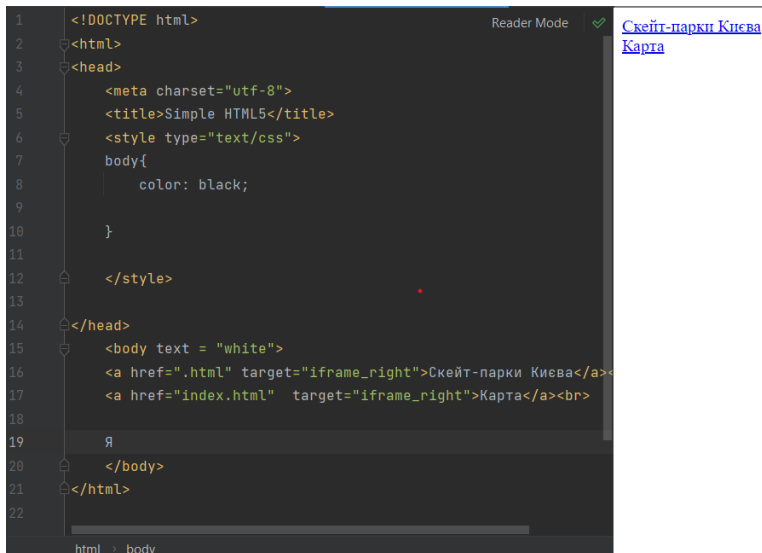 1 <!DOCTYPE html>
Reader Mode
2 <html>
3 <head>
4 <meta charset="utf-8">
5 <title>Simple HTML5</title>
6 <style type="text/css">
7 body{
8 color: black;
9
10 }
11
12 </style>
13
14 </head>
15 <body text = "white">
16 <a href=".html" target="iframe_right">Скейт-парки Києва</a><
17 <a href="index.html"  target="iframe_right">Карта</a><br>
18
19 Я
20 </body>
21 </html>
22
html › body
Скейт-парки Києва
Карта